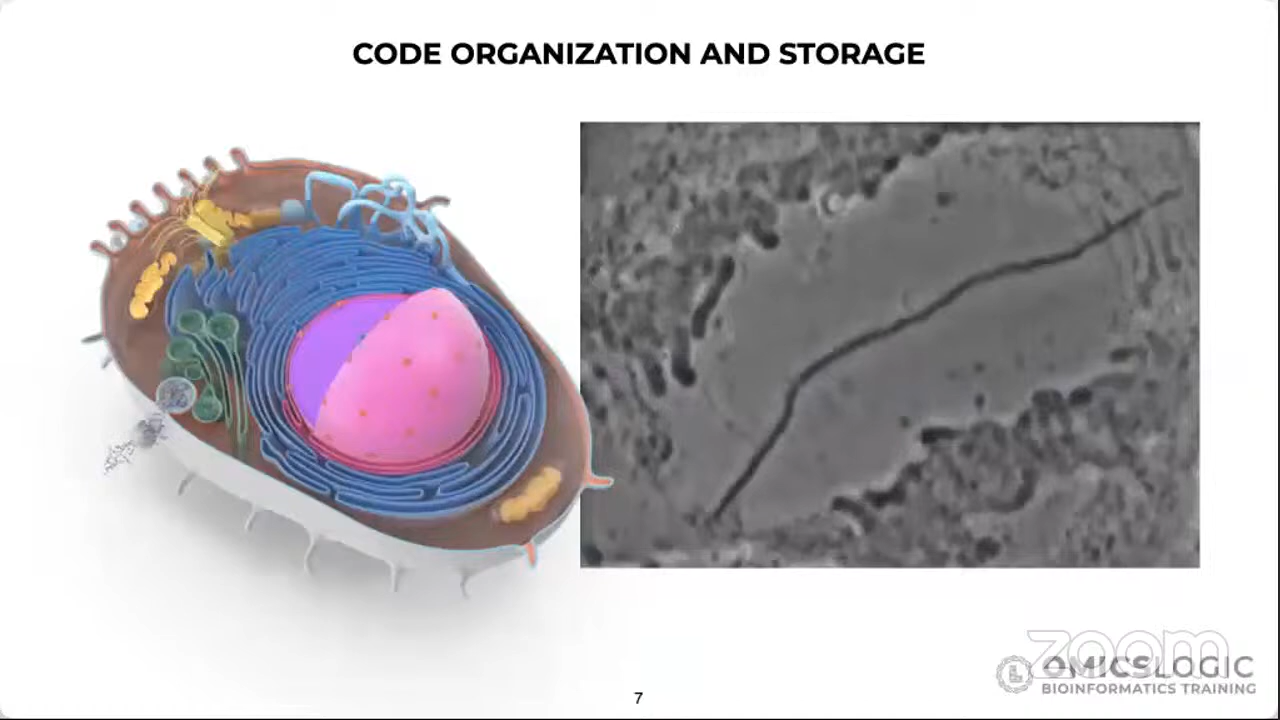 CODE ORGANIZATION AND STORAGE
zoom
OMICSLOGIC
BIOINFORMATICS TRAINING
7